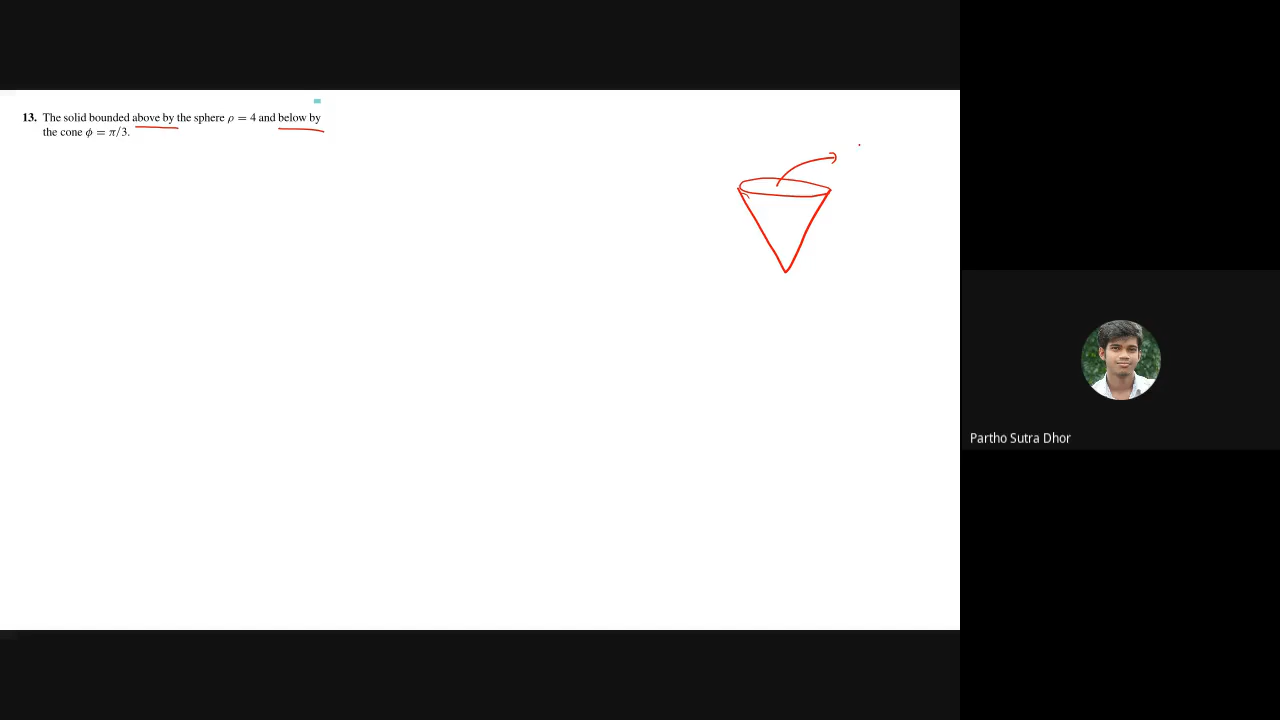 13. The solid bounded above by the sphere ρ = 4 and below by
the cone ϕ = π/3.
Partho Sutra Dhor